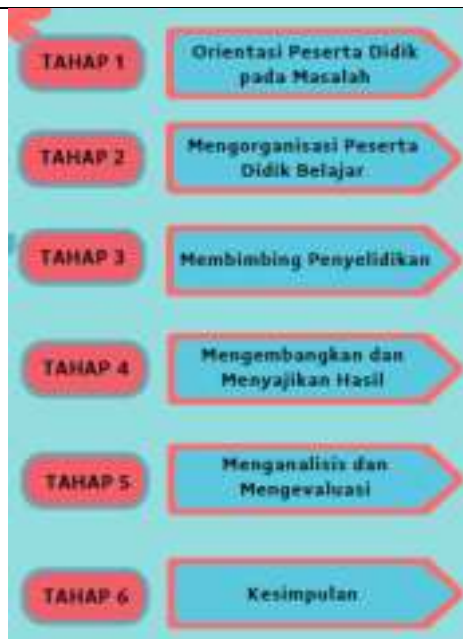 TAHAP 1
Orientasi Peserta Didik
pada Masalah
TAHAP 2
Mengorganisasi Peserta
Didik Belajar
TAHAP 3
Membimbing Penyelidikan
TAHAP 4
Mengembangkan dan
Menyajikan Hasil
TAHAP 5
Menganalisis dan
Mengevaluasi
TAHAP 6
Kesimpulan